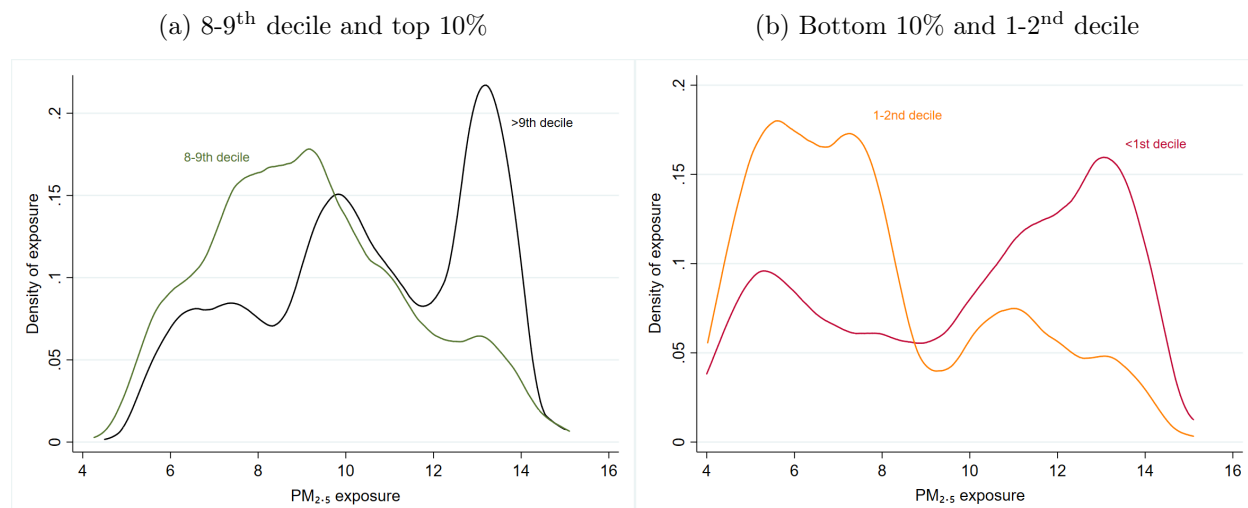 (a) 8-9th decile and top 10%
Density of exposure
0
.05
.1
.15
.2
8-9th decile
>9th decile
4
6
8
10
12
14
16
PM2.5 exposure
(b) Bottom 10% and 1-2nd decile
Density of exposure
0
.05
.1
.15
.2
1-2nd decile
<1st decile
4
6
8
10
12
14
16
PM2.5 exposure